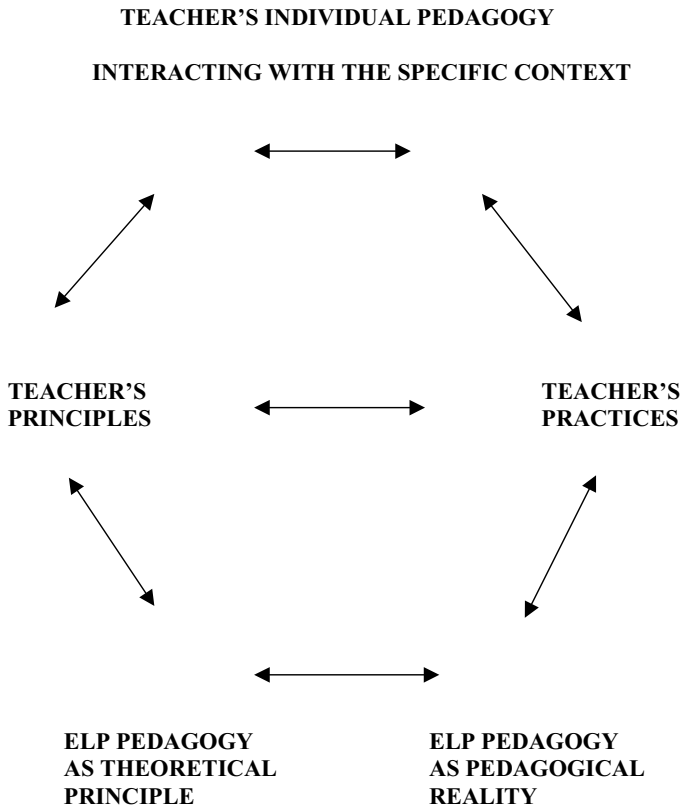 TEACHER’S INDIVIDUAL PEDAGOGY
INTERACTING WITH THE SPECIFIC CONTEXT
TEACHER’S
PRINCIPLES
TEACHER’S
PRACTICES
ELP PEDAGOGY
AS THEORETICAL
PRINCIPLE
ELP PEDAGOGY
AS PEDAGOGICAL
REALITY